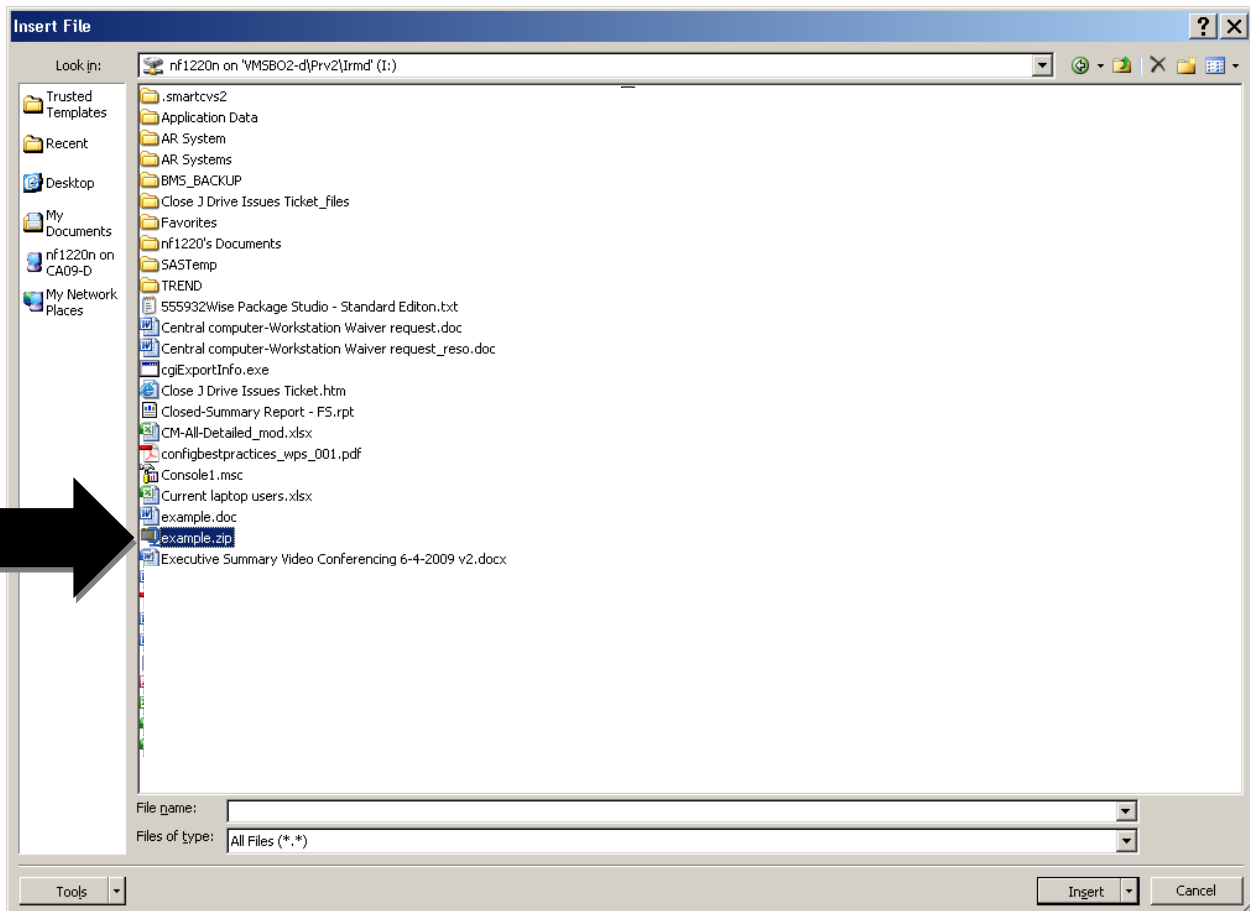 Insert File
Look in:
nf1220n on 'VMSBO2-d\Prv2\Irmd' (I:)
Trusted
Templates
Recent
Desktop
My
Documents
nf1220n on
CA09-D
My Network
Places
.smartcvs2
Application Data
AR System
AR Systems
BMS_BACKUP
Close J Drive Issues Ticket_files
Favorites
nf1220's Documents
SASTemp
TREND
555932Wise Package Studio - Standard Editon.txt
Central computer-Workstation Waiver request.doc
Central computer-Workstation Waiver request_reso.doc
cgiExportInfo.exe
Close J Drive Issues Ticket.htm
Closed-Summary Report - FS.rpt
CM-All-Detailed_mod.xlsx
configbestpractices_wps_001.pdf
Console1.msc
Current laptop users.xlsx
example.doc
example.zip
Executive Summary Video Conferencing 6-4-2009 v2.docx
File name:
Files of type:
All Files (*.*)
Tools
Insert
Cancel